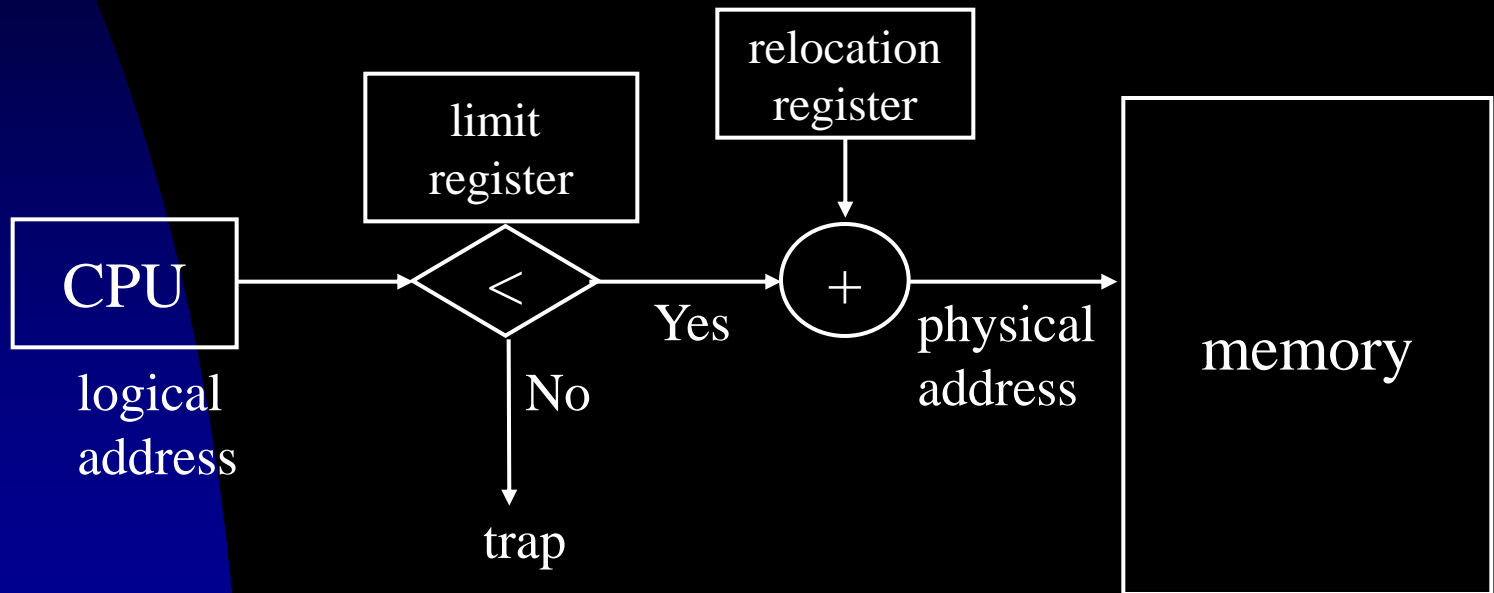 relocation
register
limit
register
CPU
<
+
Yes
physical
address
memory
logical
address
No
trap